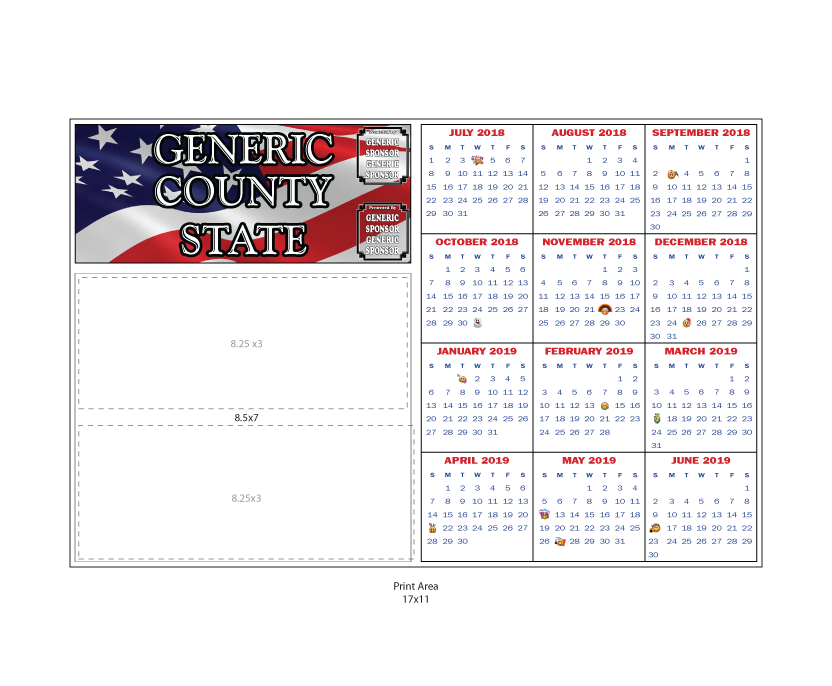 GENERIC
COUNTY
STATE
Presented By
GENERIC
SPONSOR
GENERIC
SPONSOR
Presented By
GENERIC
SPONSOR
GENERIC
SPONSOR
8.25 x3
8.5x7
8.25x3
JULY 2018
S M T W T F S
1 2 3 5 6 7
8 9 10 11 12 13 14
15 16 17 18 19 20 21
22 23 24 25 26 27 28
29 30 31
AUGUST 2018
S M T W T F S
1 2 3 4
5 6 7 8 9 10 11
12 13 14 15 16 17 18
19 20 21 22 23 24 25
26 27 28 29 30 31
SEPTEMBER 2018
S M T W T F S
1
2 4 5 6 7 8
9 10 11 12 13 14 15
16 17 18 19 20 21 22
23 24 25 26 27 28 29
30
OCTOBER 2018
S M T W T F S
1 2 3 4 5 6
7 8 9 10 11 12 13
14 15 16 17 18 19 20
21 22 23 24 25 26 27
28 29 30
NOVEMBER 2018
S M T W T F S
1 2 3
4 5 6 7 8 9 10
11 12 13 14 15 16 17
18 19 20 21 23 24
25 26 27 28 29 30
DECEMBER 2018
S M T W T F S
1
2 3 4 5 6 7 8
9 10 11 12 13 14 15
16 17 18 19 20 21 22
23 24 26 27 28 29
30 31
JANUARY 2019
S M T W T F S
2 3 4 5
6 7 8 9 10 11 12
13 14 15 16 17 18 19
20 21 22 23 24 25 26
27 28 29 30 31
FEBRUARY 2019
S M T W T F S
1 2
3 4 5 6 7 8 9
10 11 12 13 15 16
17 18 19 20 21 22 23
24 25 26 27 28
MARCH 2019
S M T W T F S
1 2
3 4 5 6 7 8 9
10 11 12 13 14 15 16
18 19 20 21 22 23
24 25 26 27 28 29 30
31
APRIL 2019
S M T W T F S
1 2 3 4 5 6
7 8 9 10 11 12 13
14 15 16 17 18 19 20
22 23 24 25 26 27
28 29 30
MAY 2019
S M T W T F S
1 2 3 4
5 6 7 8 9 10 11
13 14 15 16 17 18
19 20 21 22 23 24 25
26 28 29 30 31
JUNE 2019
S M T W T F S
1
2 3 4 5 6 7 8
9 10 11 12 13 14 15
17 18 19 20 21 22
23 24 25 26 27 28 29
30
Print Area
17x11